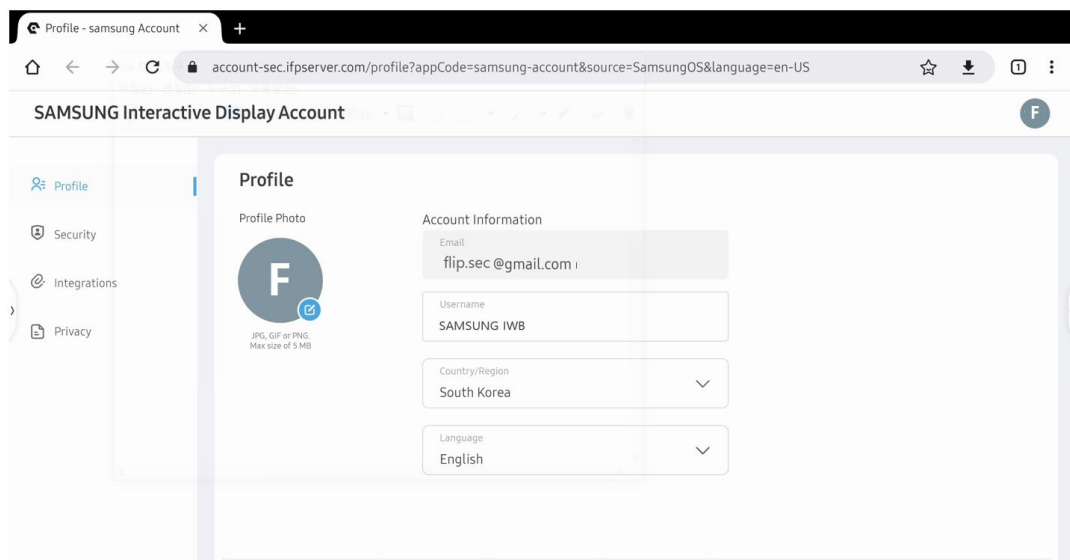 Profile - samsung Account
account-sec.ifpserver.com/profile?appCode=samsung-account&source=SamsungOS&language=en-US
1
SAMSUNG Interactive Display Account
F
Profile
Security
Integrations
Privacy
Profile
Profile Photo
F
JPG, GIF or PNG.
Max size of 5 MB
Account Information
Email
flip.sec @gmail.com
Username
SAMSUNG IWB
Country/Region
South Korea
Language
English